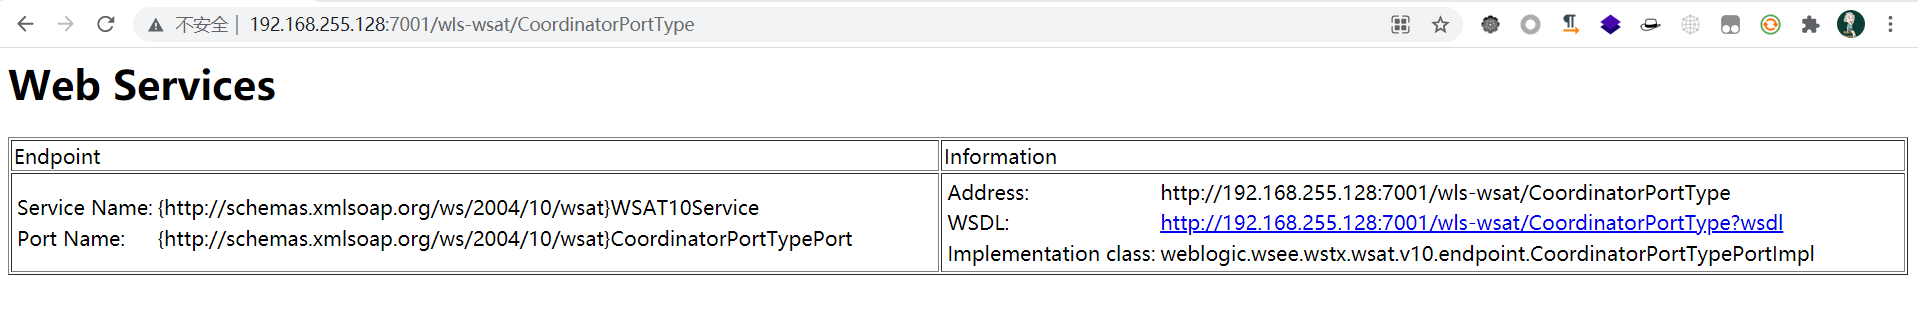 不安全 | 192.168.255.128:7001/wls-wsat/CoordinatorPortType
Web Services
Endpoint Information
Service Name: {http://schemas.xmlsoap.org/ws/2004/10/wsat}WSAT10Service
Port Name: {http://schemas.xmlsoap.org/ws/2004/10/wsat}CoordinatorPortTypePort
Address: http://192.168.255.128:7001/wls-wsat/CoordinatorPortType
WSDL: http://192.168.255.128:7001/wls-wsat/CoordinatorPortType?wsdl
Implementation class: weblogic.wsee.wstx.wsat.v10.endpoint.CoordinatorPortTypePortImpl